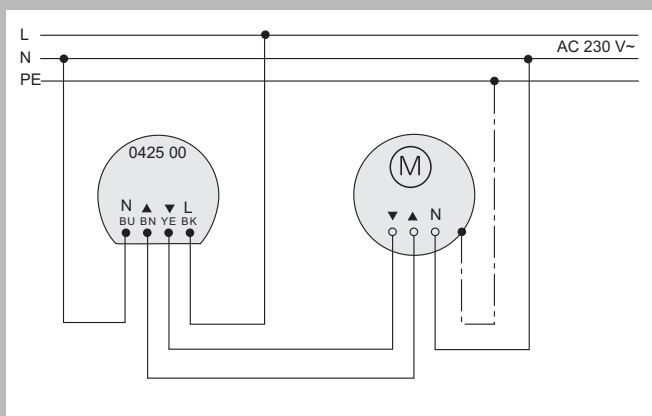 L
N
AC 230 V~
PE
0425 00
M
N ▲ ▼ L
BU BN YE BK
▼ ▲ N